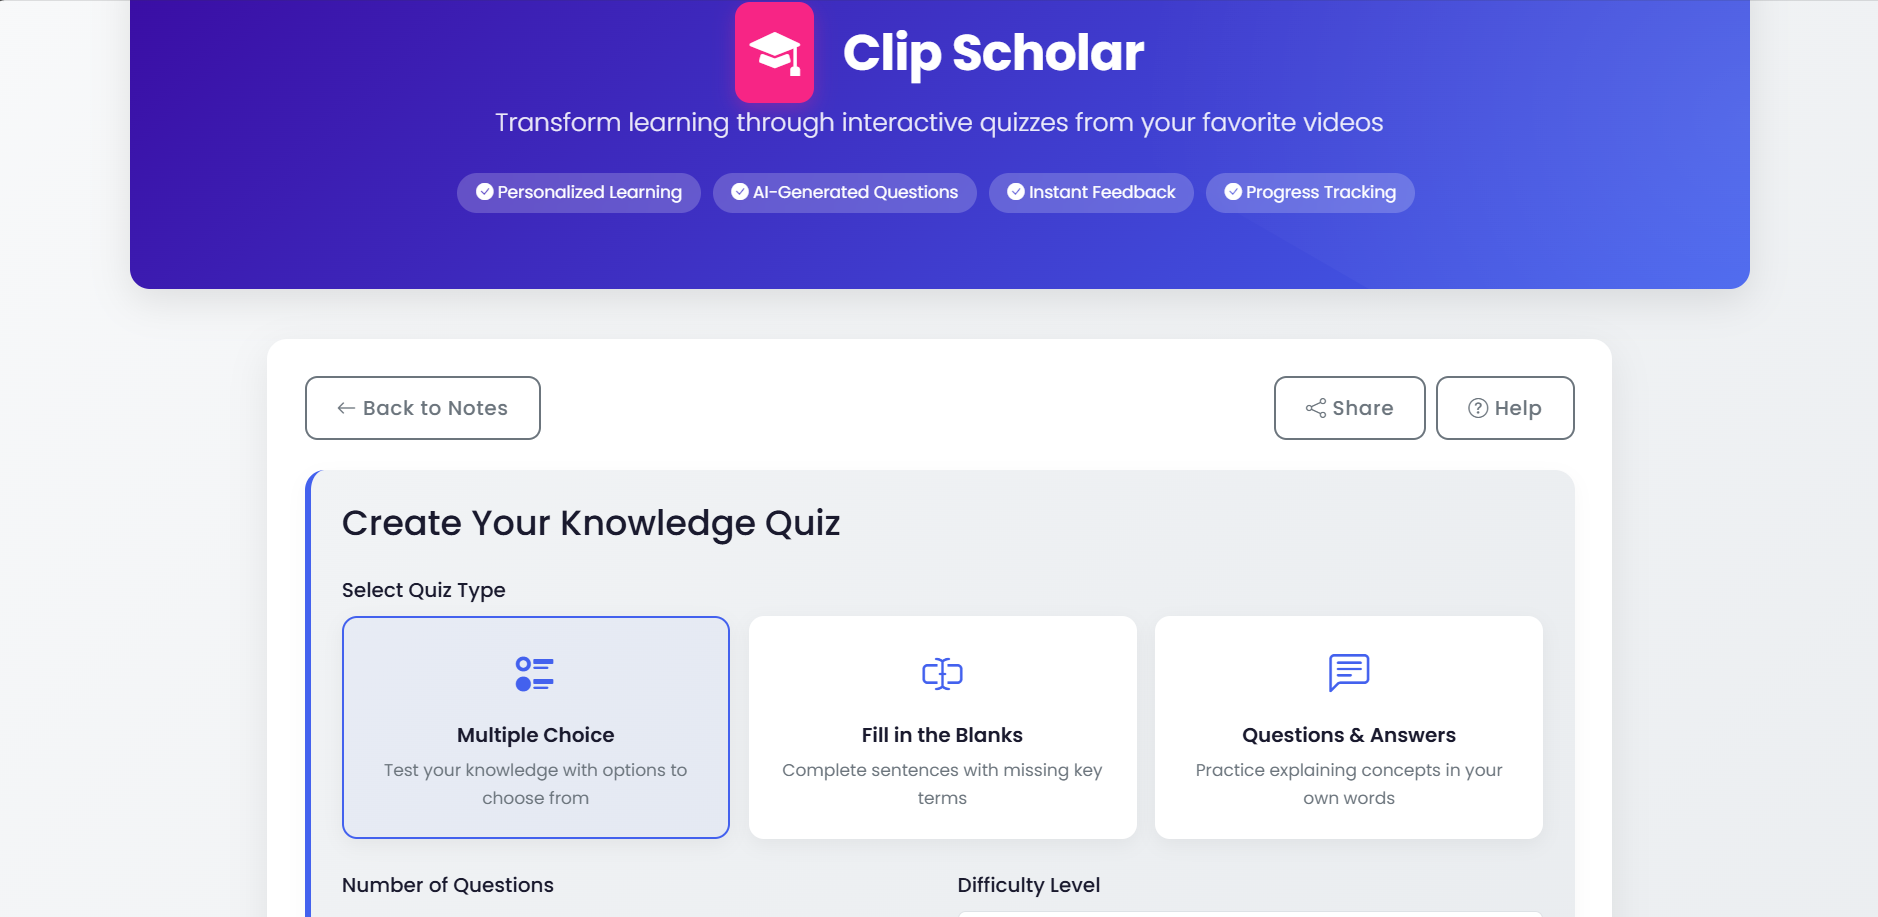 Clip Scholar
Transform learning through interactive quizzes from your favorite videos
Personalized Learning
AI-Generated Questions
Instant Feedback
Progress Tracking
Back to Notes
Share
Help
Create Your Knowledge Quiz
Select Quiz Type
Multiple Choice
Test your knowledge with options to
choose from
Fill in the Blanks
Complete sentences with missing key
terms
Questions & Answers
Practice explaining concepts in your
own words
Number of Questions
Difficulty Level